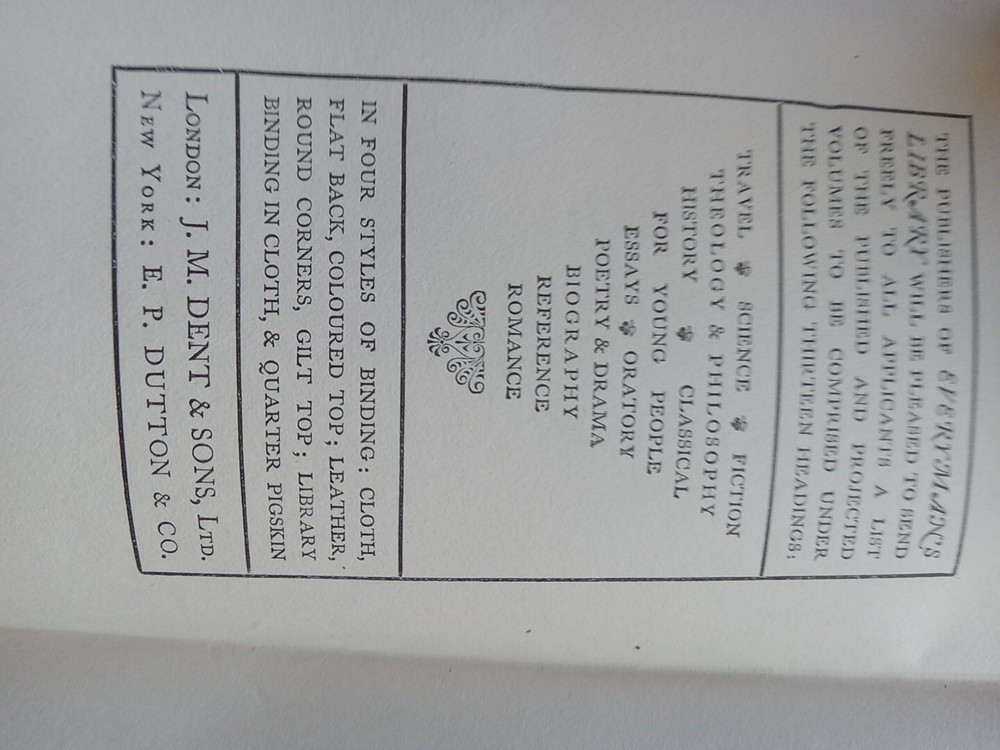 THE PUBLISHERS OF EVERYMAN'S
LIBRARY WILL BE PLEASED TO SEND
FREELY TO ALL APPLICANTS A LIST
OF THE PUBLISHED AND PROJECTED
VOLUMES TO BE COMPRISED UNDER
THE FOLLOWING THIRTEEN HEADINGS:
TRAVEL SCIENCE FICTION
THEOLOGY & PHILOSOPHY
HISTORY CLASSICAL
FOR YOUNG PEOPLE
ESSAYS ORATORY
POETRY & DRAMA
BIOGRAPHY
REFERENCE
ROMANCE
IN FOUR STYLES OF BINDING: CLOTH,
FLAT BACK, COLOURED TOP; LEATHER,
ROUND CORNERS, GILT TOP; LIBRARY
BINDING IN CLOTH, & QUARTER PIGSKIN
LONDON: J. M. DENT & SONS, LTD.
NEW YORK: E. P. DUTTON & CO.